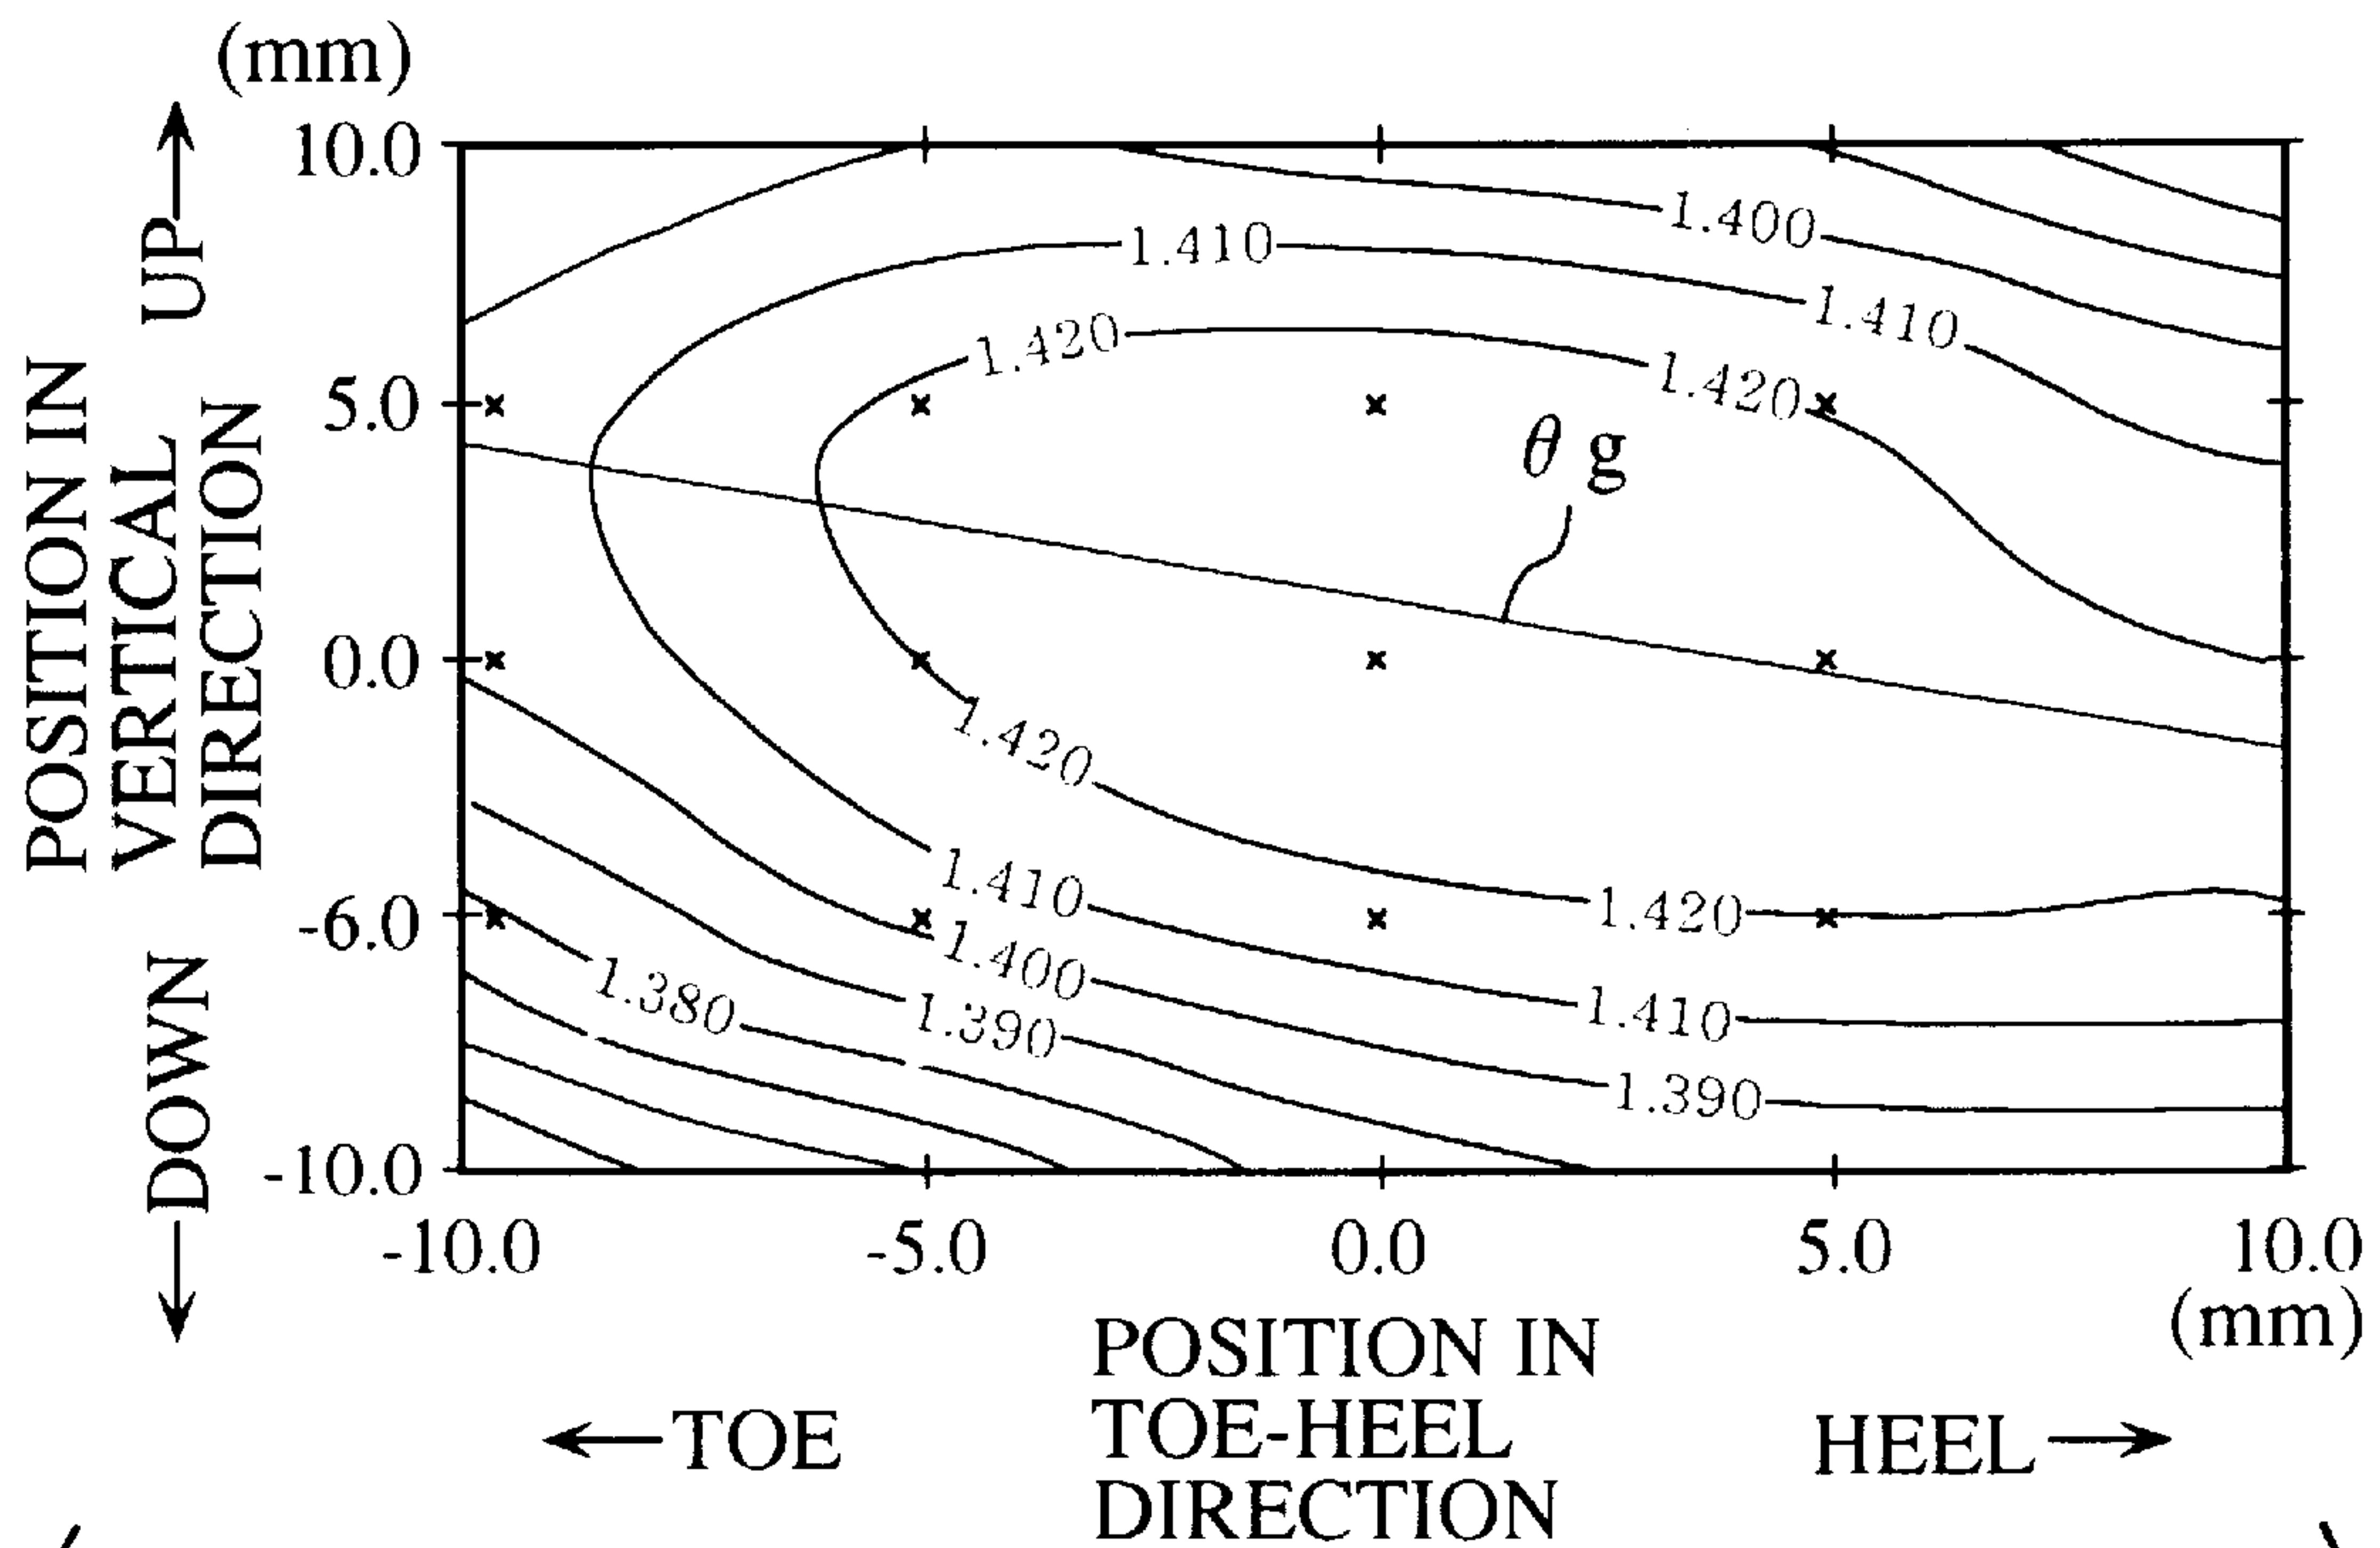 (mm)
10.0
5.0
0.0
-6.0
-10.0
POSITION IN
VERTICAL
DIRECTION
UP
DOWN
1.400
1.410
1.410
1.420
1.420
θ g
1.420
1.410
1.420
1.400
1.380
1.390
1.410
1.390
-10.0
-5.0
0.0
5.0
10.0
(mm)
POSITION IN
TOE-HEEL
DIRECTION
TOE
HEEL